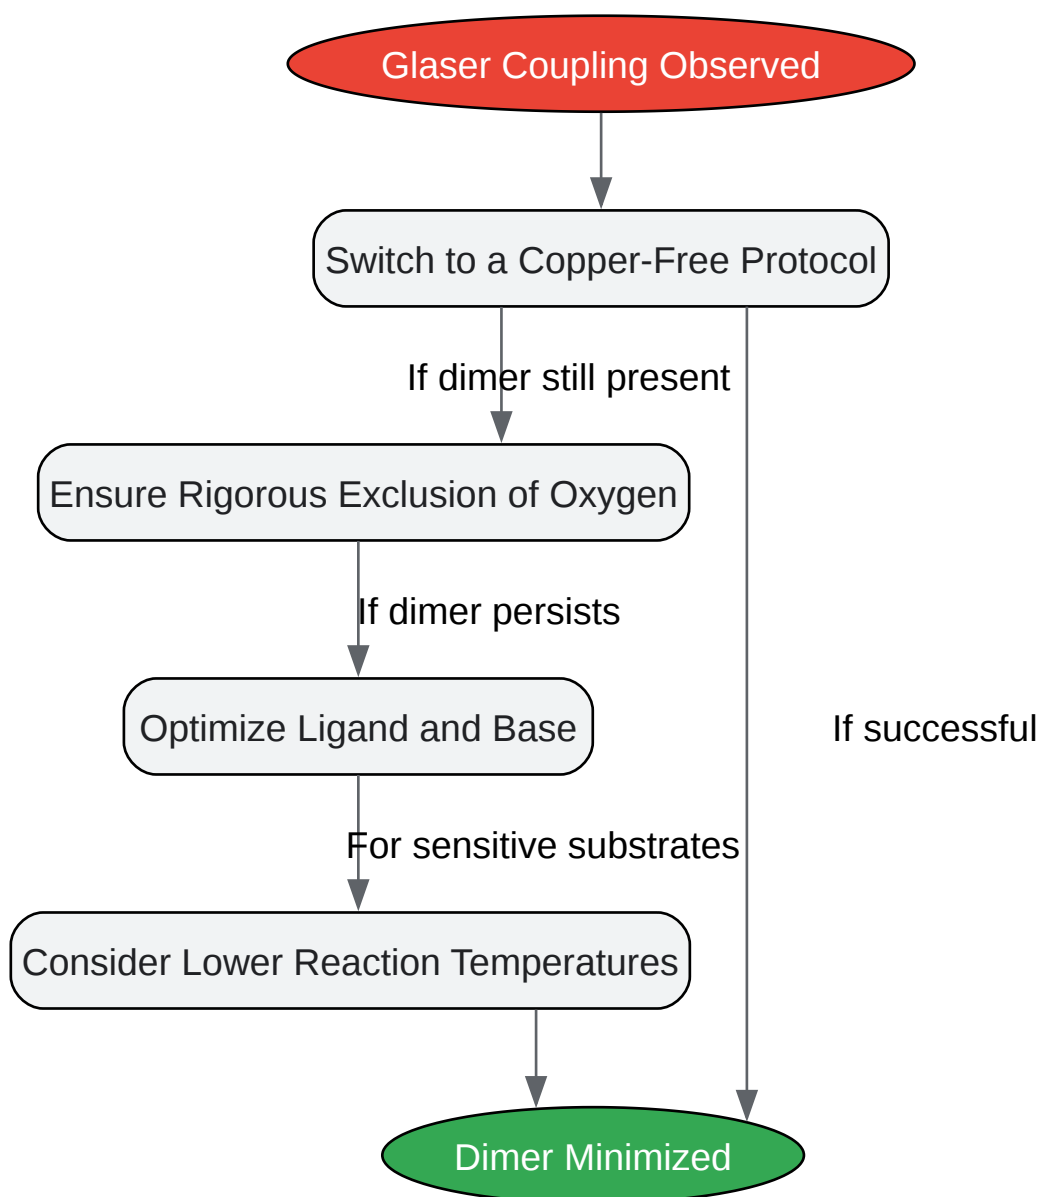 Glaser Coupling Observed
Switch to a Copper-Free Protocol
If dimer still present
Ensure Rigorous Exclusion of Oxygen
If dimer persists
Optimize Ligand and Base
If successful
For sensitive substrates
Consider Lower Reaction Temperatures
Dimer Minimized